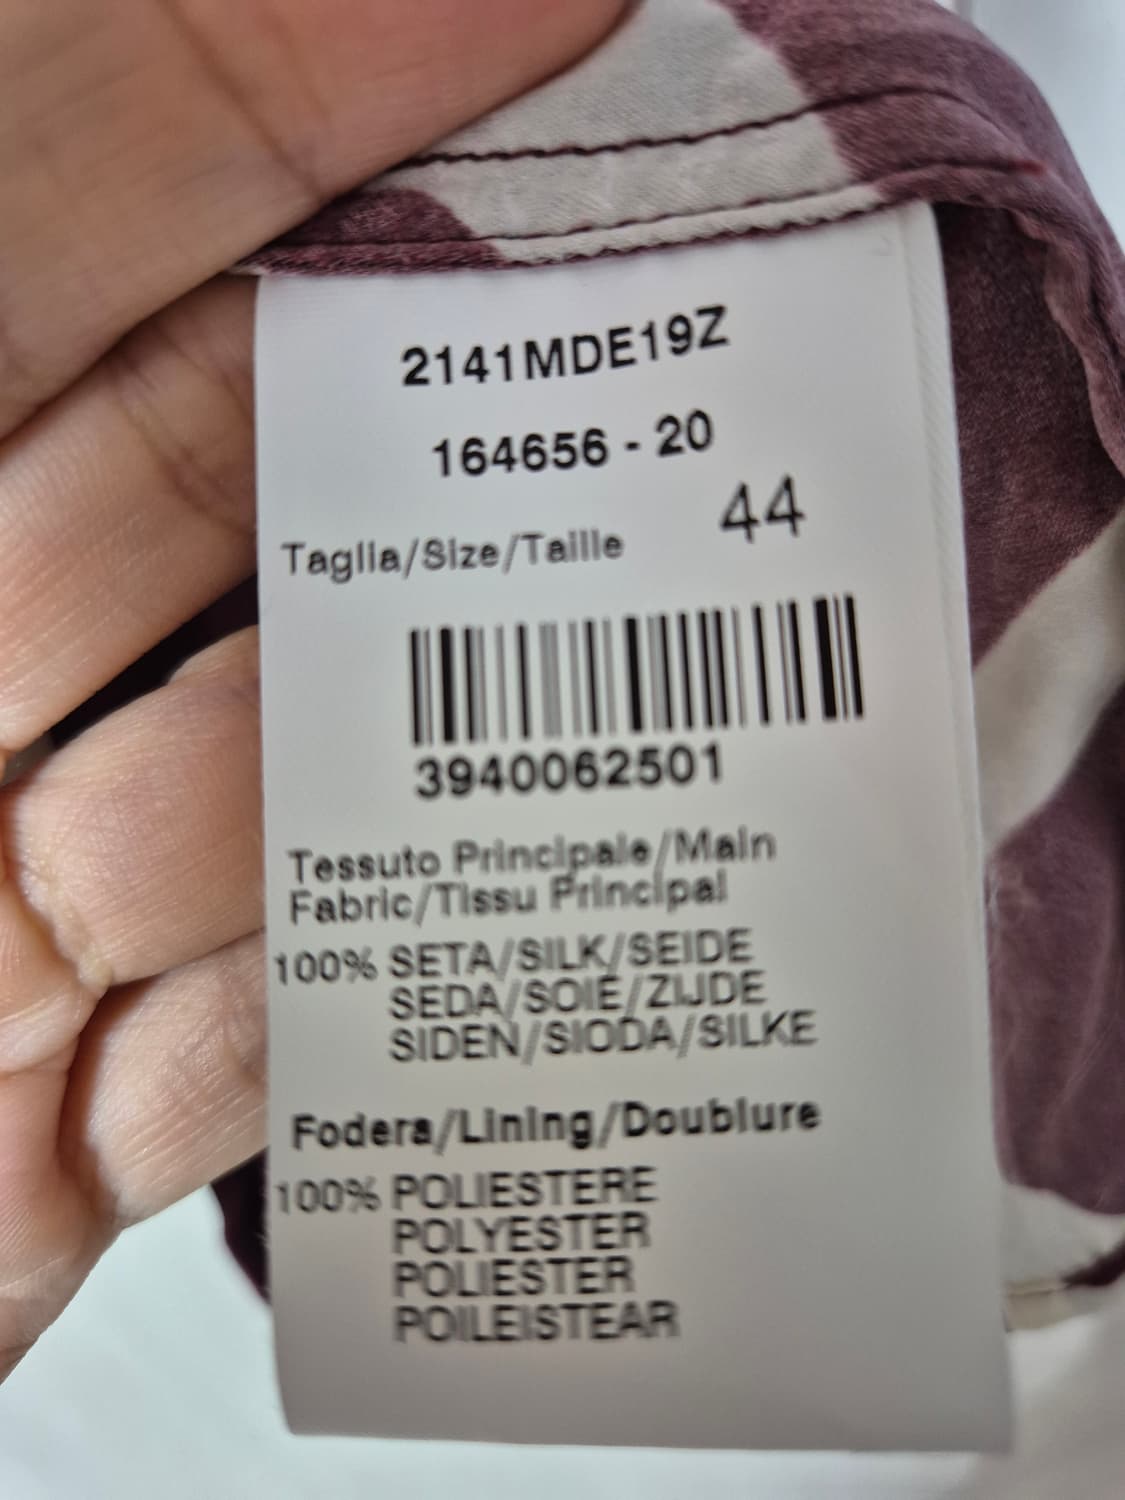 2141MDE19Z
164656 - 20
Taglia/Size/Taille 44
3940062501
Tessuto Principale/Main
Fabric/Tissu Principal
100% SETA/SILK/SEIDE
SEDA/SOIE/ZIJDE
SIDEN/SIODA/SILKE
Fodera/Lining/Doublure
100% POLIESTERE
POLYESTER
POLIESTER
POILEISTEAR